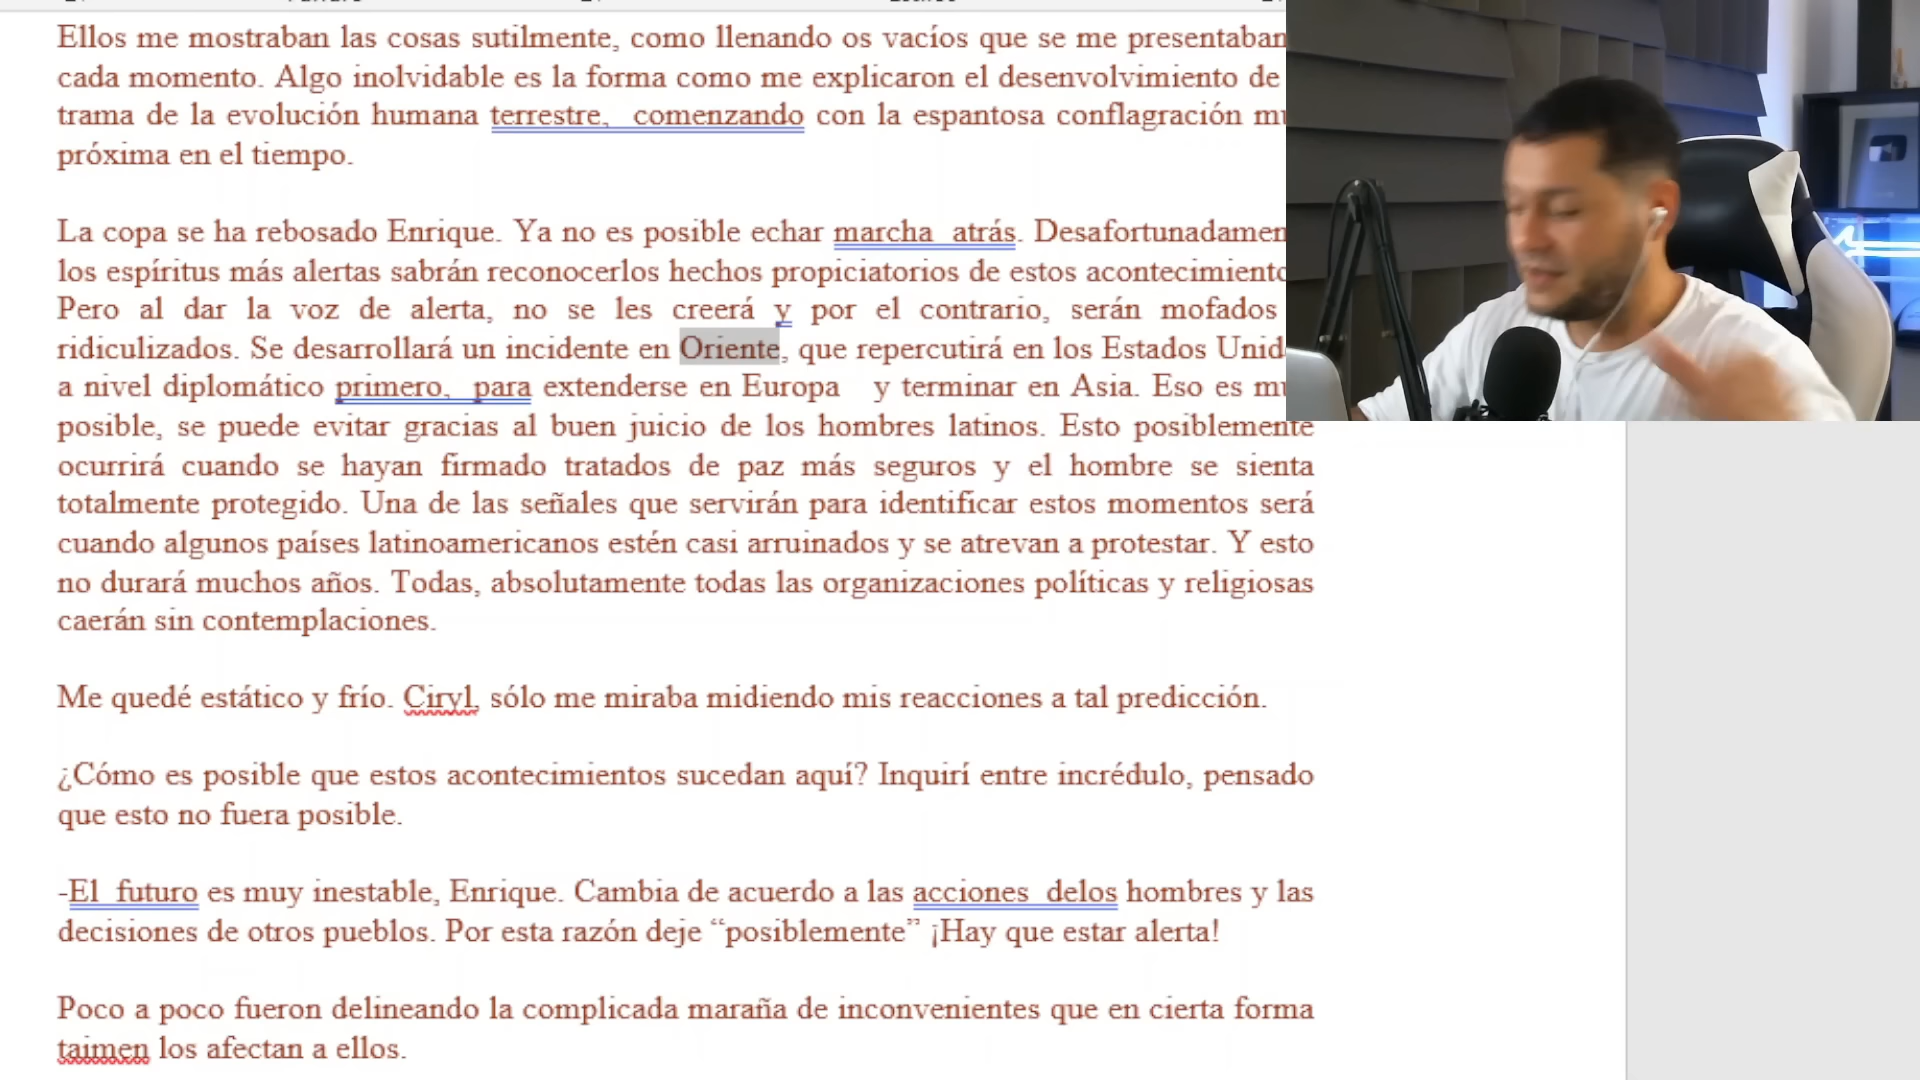 Ellos me mostraban las cosas sutilmente, como llenando os vacíos que se me presentaban
cada momento. Algo inolvidable es la forma como me explicaron el desenvolvimiento de
trama de la evolución humana terrestre, comenzando con la espantosa conflagración
próxima en el tiempo.
La copa se ha rebosado Enrique. Ya no es posible echar marcha atrás.
los espíritus más alertas sabrán reconocerlos hechos propiciatorios de estos
Pero al dar la voz de alerta, no se les creerá y por el contrario, serán mofados
ridiculizados. Se desarrollará un incidente en Oriente, que repercutirá en los Estados
a nivel diplomático primero, para extenderse en Europa y terminar en Asia. Eso es
posible, se puede evitar gracias al buen juicio de los hombres latinos. Esto posiblemente
ocurrirá cuando se hayan firmado tratados de paz más seguros y el hombre se sienta
totalmente protegido. Una de las señales que servirán para identificar estos momentos será
cuando algunos países latinoamericanos estén casi arruinados y se atrevan a protestar. Y esto
no durará muchos años. Todas, absolutamente todas las organizaciones políticas y religiosas
caerán sin contemplaciones.
Me quedé estático y frío. Ciryl, sólo me miraba midiendo mis reacciones a tal predicción.
¿Cómo es posible que estos acontecimientos sucedan aquí? Inquirí entre incrédulo, pensado
que esto no fuera posible.
-El futuro es muy inestable, Enrique. Cambia de acuerdo a las acciones delos hombres y las
decisiones de otros pueblos. Por esta razón deje “posiblemente” ¡Hay que estar alerta!
Poco a poco fueron delineando la complicada maraña de inconvenientes que en cierta forma
taimen los afectan a ellos.